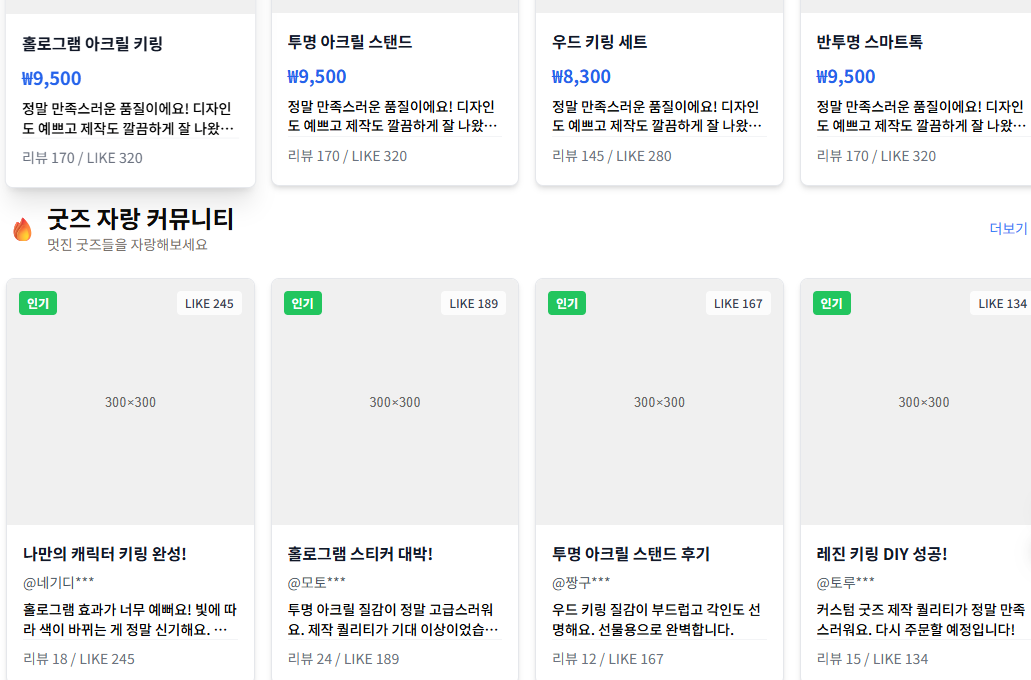 홀로그램 아크릴 키링
₩9,500
정말 만족스러운 품질이에요! 디자인
도 예쁘고 제작도 깔끔하게 잘 나왔…
리뷰 170 / LIKE 320
투명 아크릴 스탠드
₩9,500
정말 만족스러운 품질이에요! 디자인
도 예쁘고 제작도 깔끔하게 잘 나왔…
리뷰 170 / LIKE 320
우드 키링 세트
₩8,300
정말 만족스러운 품질이에요! 디자인
도 예쁘고 제작도 깔끔하게 잘 나왔…
리뷰 145 / LIKE 280
반투명 스마트톡
₩9,500
정말 만족스러운 품질이에요! 디자인
도 예쁘고 제작도 깔끔하게 잘 나왔…
리뷰 170 / LIKE 320
굿즈 자랑 커뮤니티
멋진 굿즈들을 자랑해보세요
더보기
인기
LIKE 245
300×300
나만의 캐릭터 키링 완성!
@네기디***
홀로그램 효과가 너무 예뻐요! 빛에 따
라 색이 바뀌는 게 정말 신기해요. …
리뷰 18 / LIKE 245
인기
LIKE 189
300×300
홀로그램 스티커 대박!
@모토***
투명 아크릴 질감이 정말 고급스러워
요. 제작 퀄리티가 기대 이상이었습…
리뷰 24 / LIKE 189
인기
LIKE 167
300×300
투명 아크릴 스탠드 후기
@짱구***
우드 키링 질감이 부드럽고 각인도 선
명해요. 선물용으로 완벽합니다.
리뷰 12 / LIKE 167
인기
LIKE 134
300×300
레진 키링 DIY 성공!
@토루***
커스텀 굿즈 제작 퀄리티가 정말 만족
스러워요. 다시 주문할 예정입니다!
리뷰 15 / LIKE 134